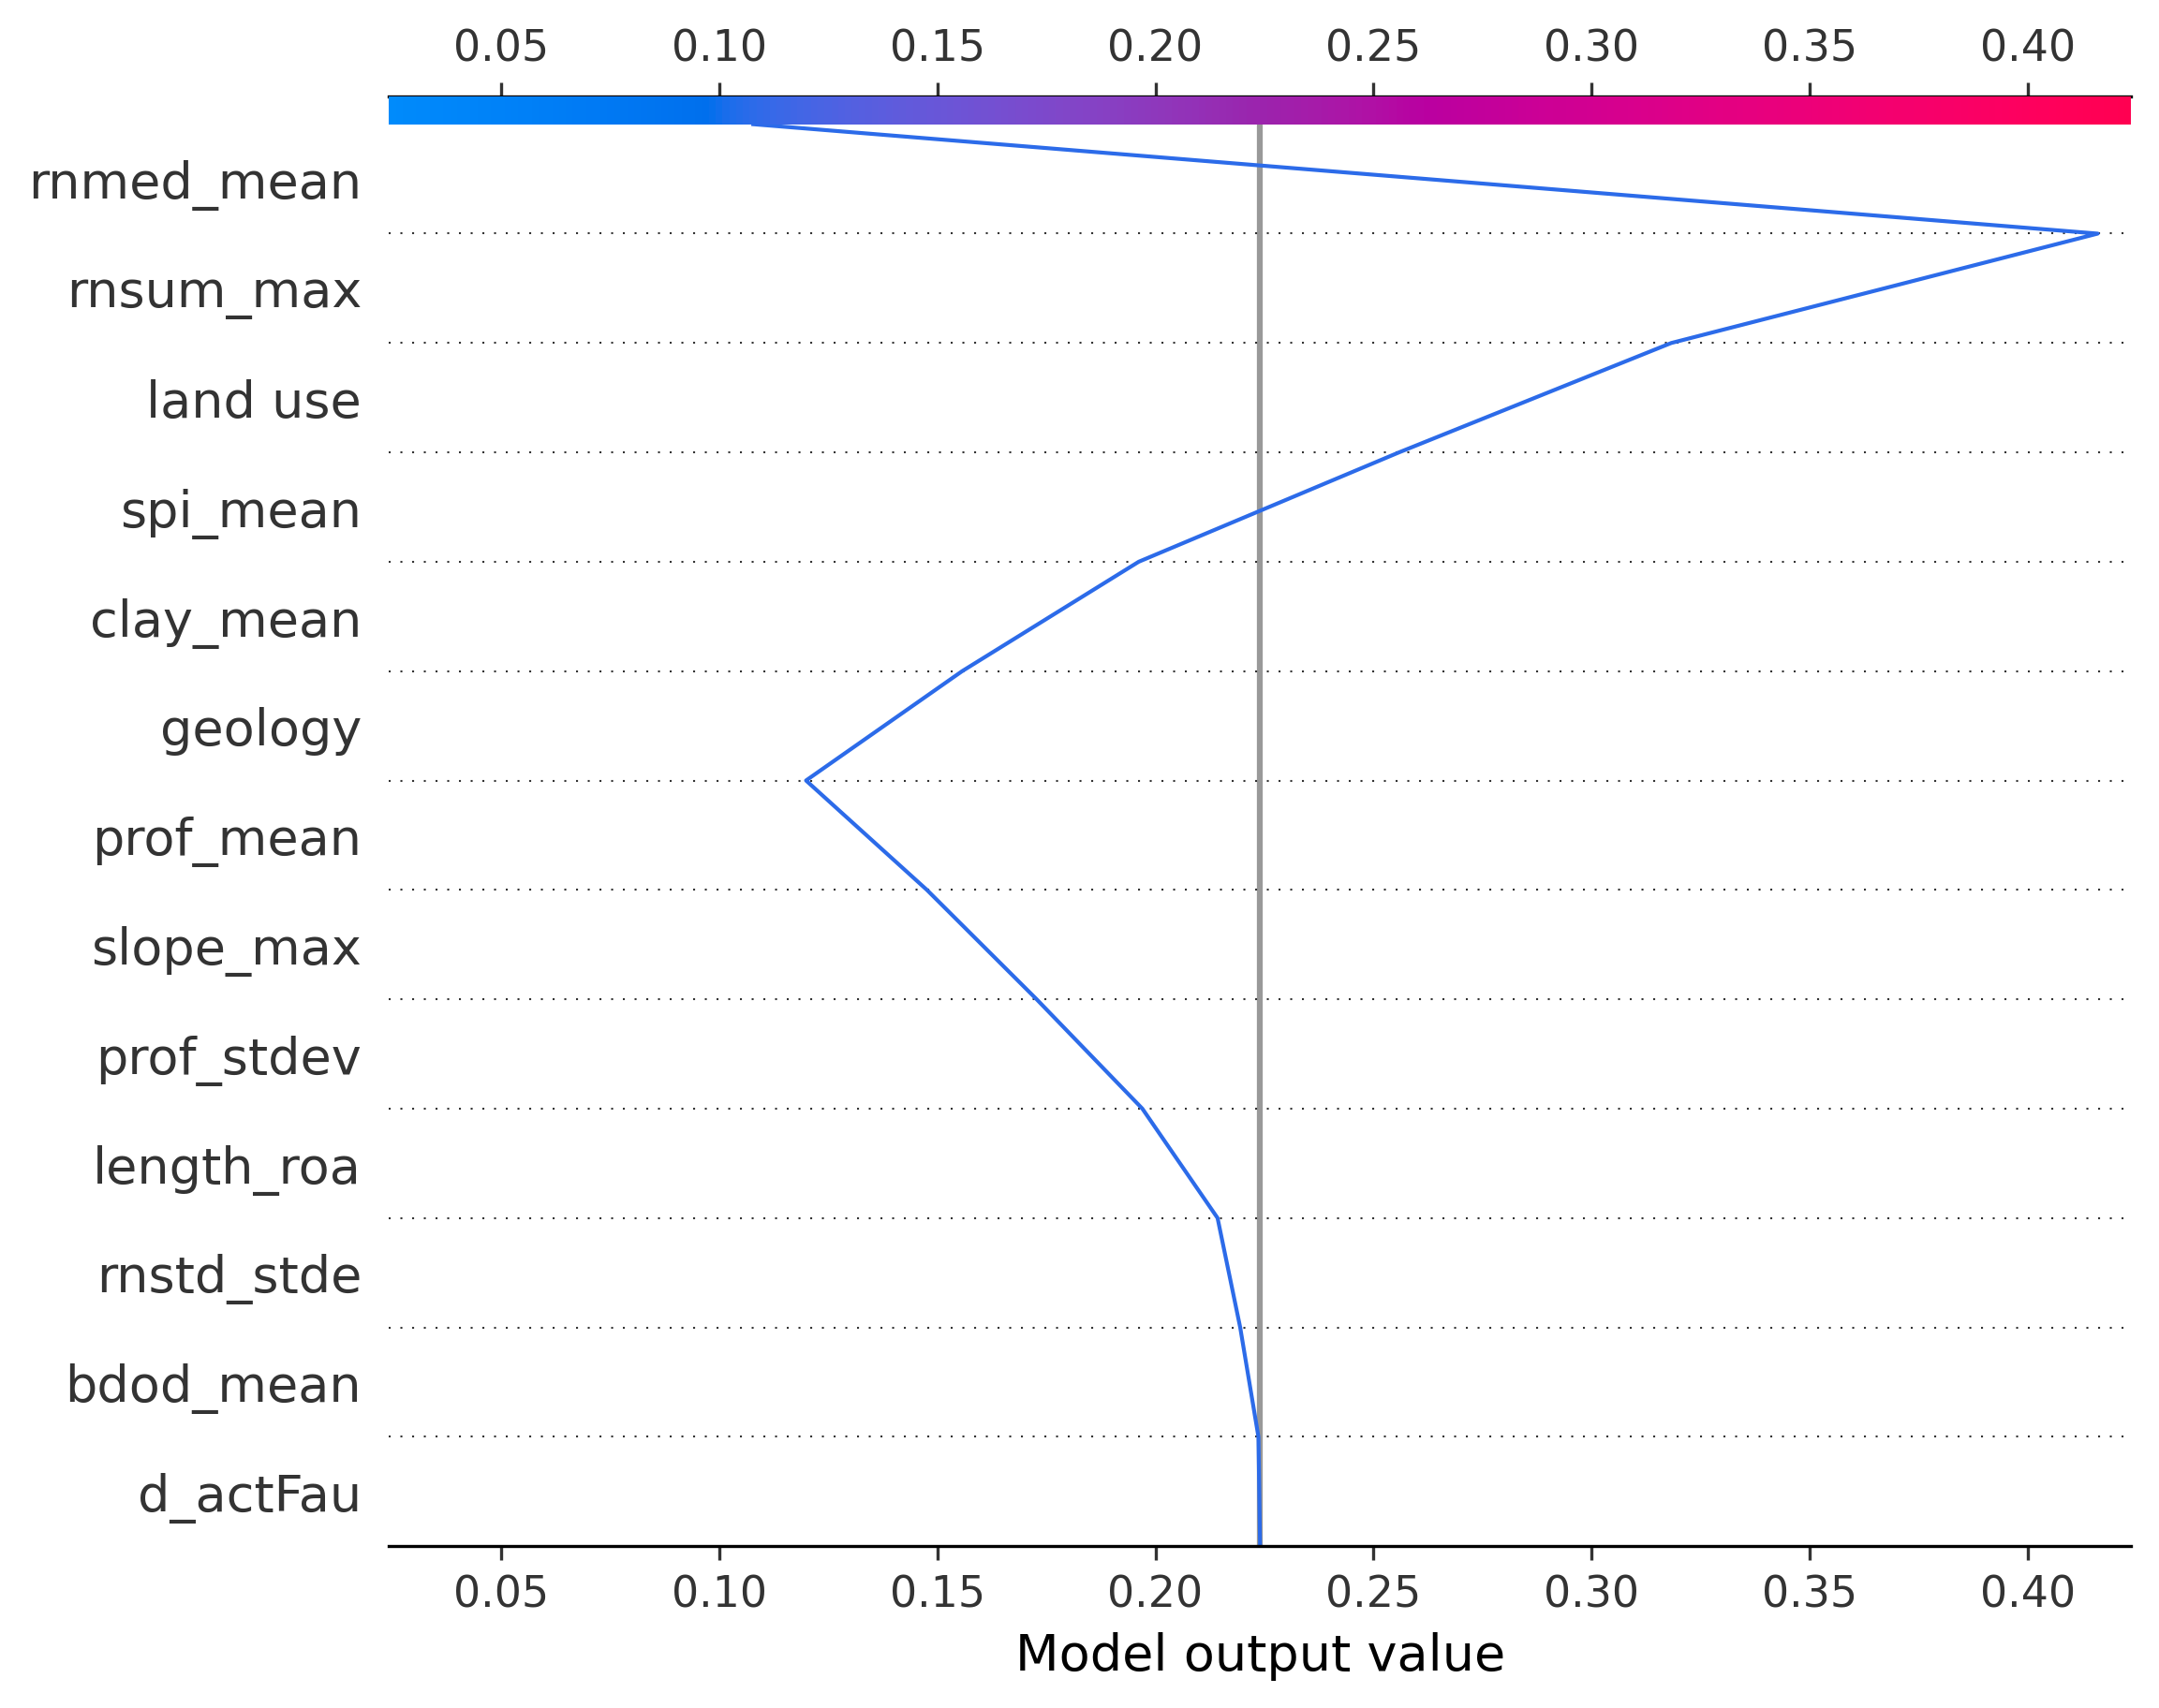 0.05 0.10 0.15 0.20 0.25 0.30 0.35 0.40
rnmed_mean
rnsum_max
land use
spi_mean
clay_mean
geology
prof_mean
slope_max
prof_stdev
length_roa
rnstd_stde
bdod_mean
d_actFau
0.05 0.10 0.15 0.20 0.25 0.30 0.35 0.40
Model output value